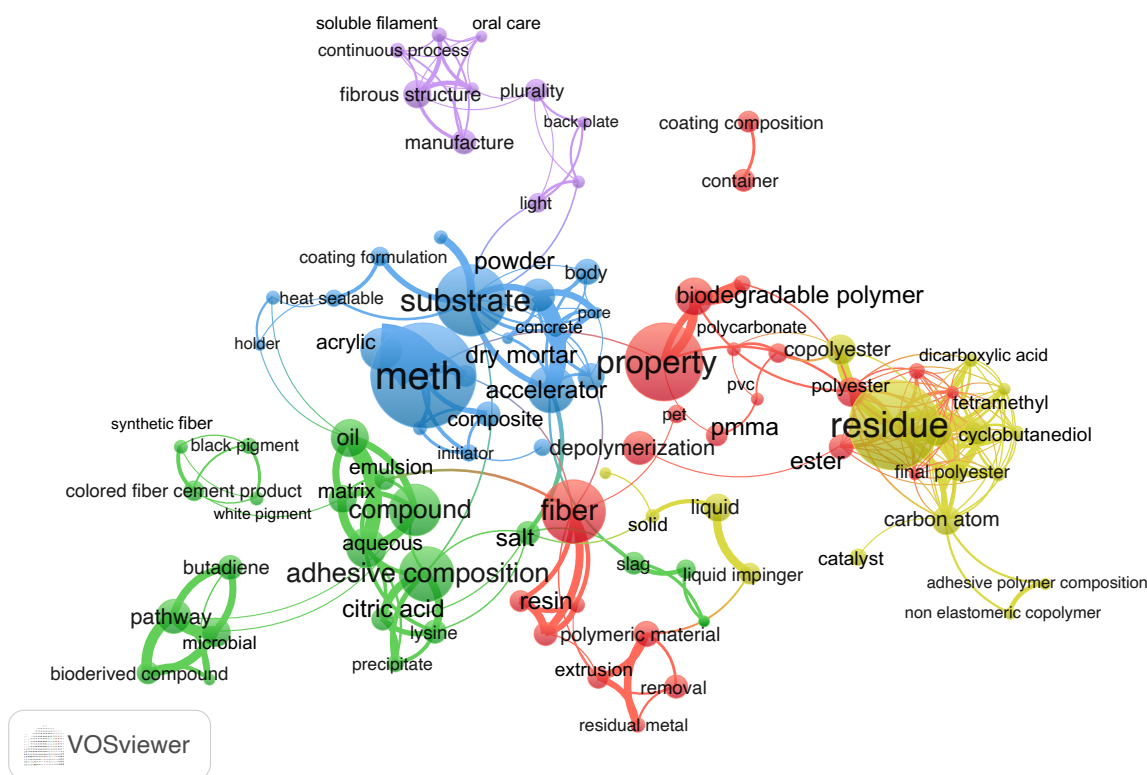 soluble filament
oral care
continuous process
fibrous structure
plurality
back plate
manufacture
coating composition
container
light
coating formulation
powder
body
heat sealable
substrate
pore
concrete
biodegradable polymer
polycarbonate
holder
acrylic
dry mortar
property
copolyester
dicarboxylic acid
meth
accelerator
pvc
polyester
tetramethyl
synthetic fiber
composite
pet
pmma
residue
black pigment
oil
initiator
depolymerization
cyclobutanediol
emulsion
ester
final polyester
colored fiber cement product
matrix
white pigment
compound
fiber
liquid
solid
carbon atom
aqueous
salt
catalyst
butadiene
adhesive composition
slag
liquid impinger
adhesive polymer composition
pathway
citric acid
resin
non elastomeric copolymer
microbial
lysine
polymeric material
bioderived compound
precipitate
extrusion
removal
residual metal
VOSviewer